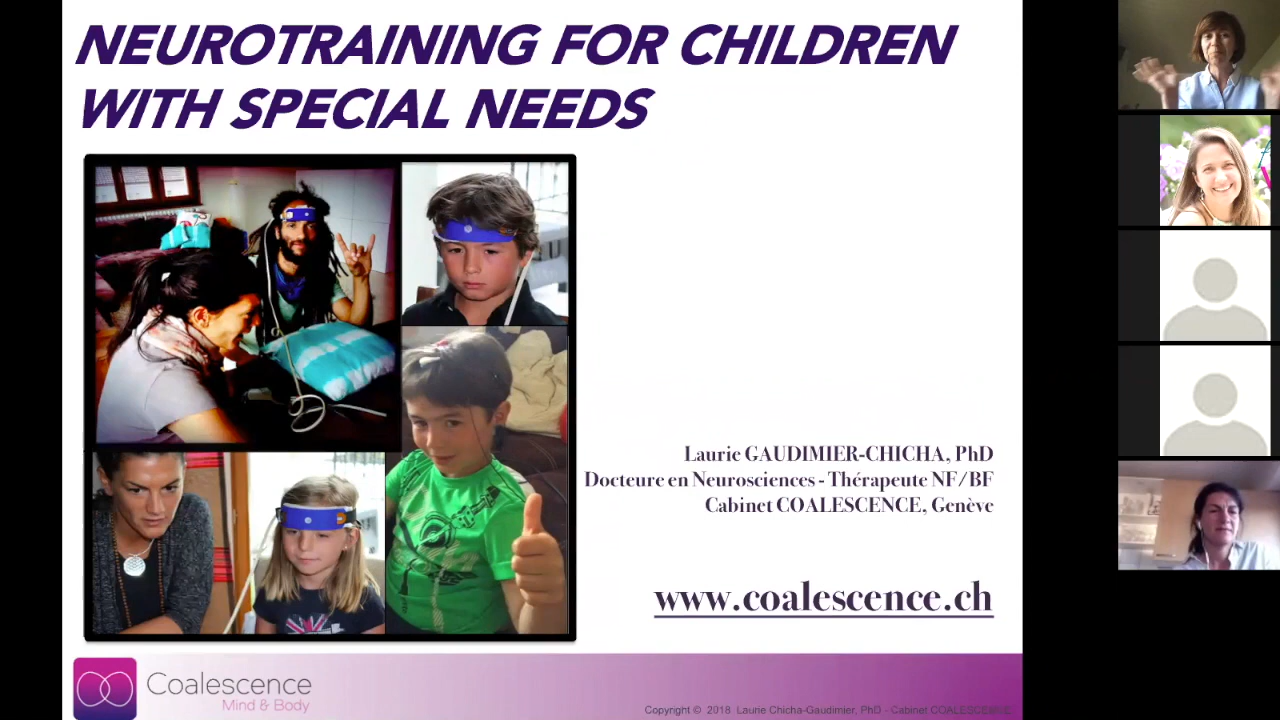 NEUROTRAINING FOR CHILDREN
WITH SPECIAL NEEDS
Laurie GAUDIMIER-CHICHA, PhD
Docteure en Neurosciences - Thérapeute NF/BF
Cabinet COALESCENCE, Genève
www.coalescence.ch
Coalescence
Mind & Body
Copyright © 2018 Laurie Chicha-Gaudimier, PhD - Cabinet COALESCENCE